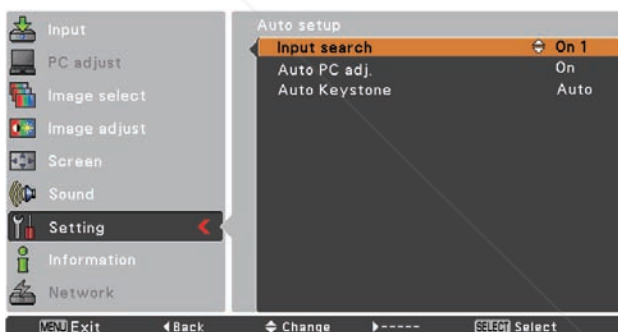 Input
PC adjust
Image select
Image adjust
Screen
Sound
Setting
Information
Network
Auto setup
Input search On 1
Auto PC adj. On
Auto Keystone Auto
MENU Exit Back Change ----- SELECT Select